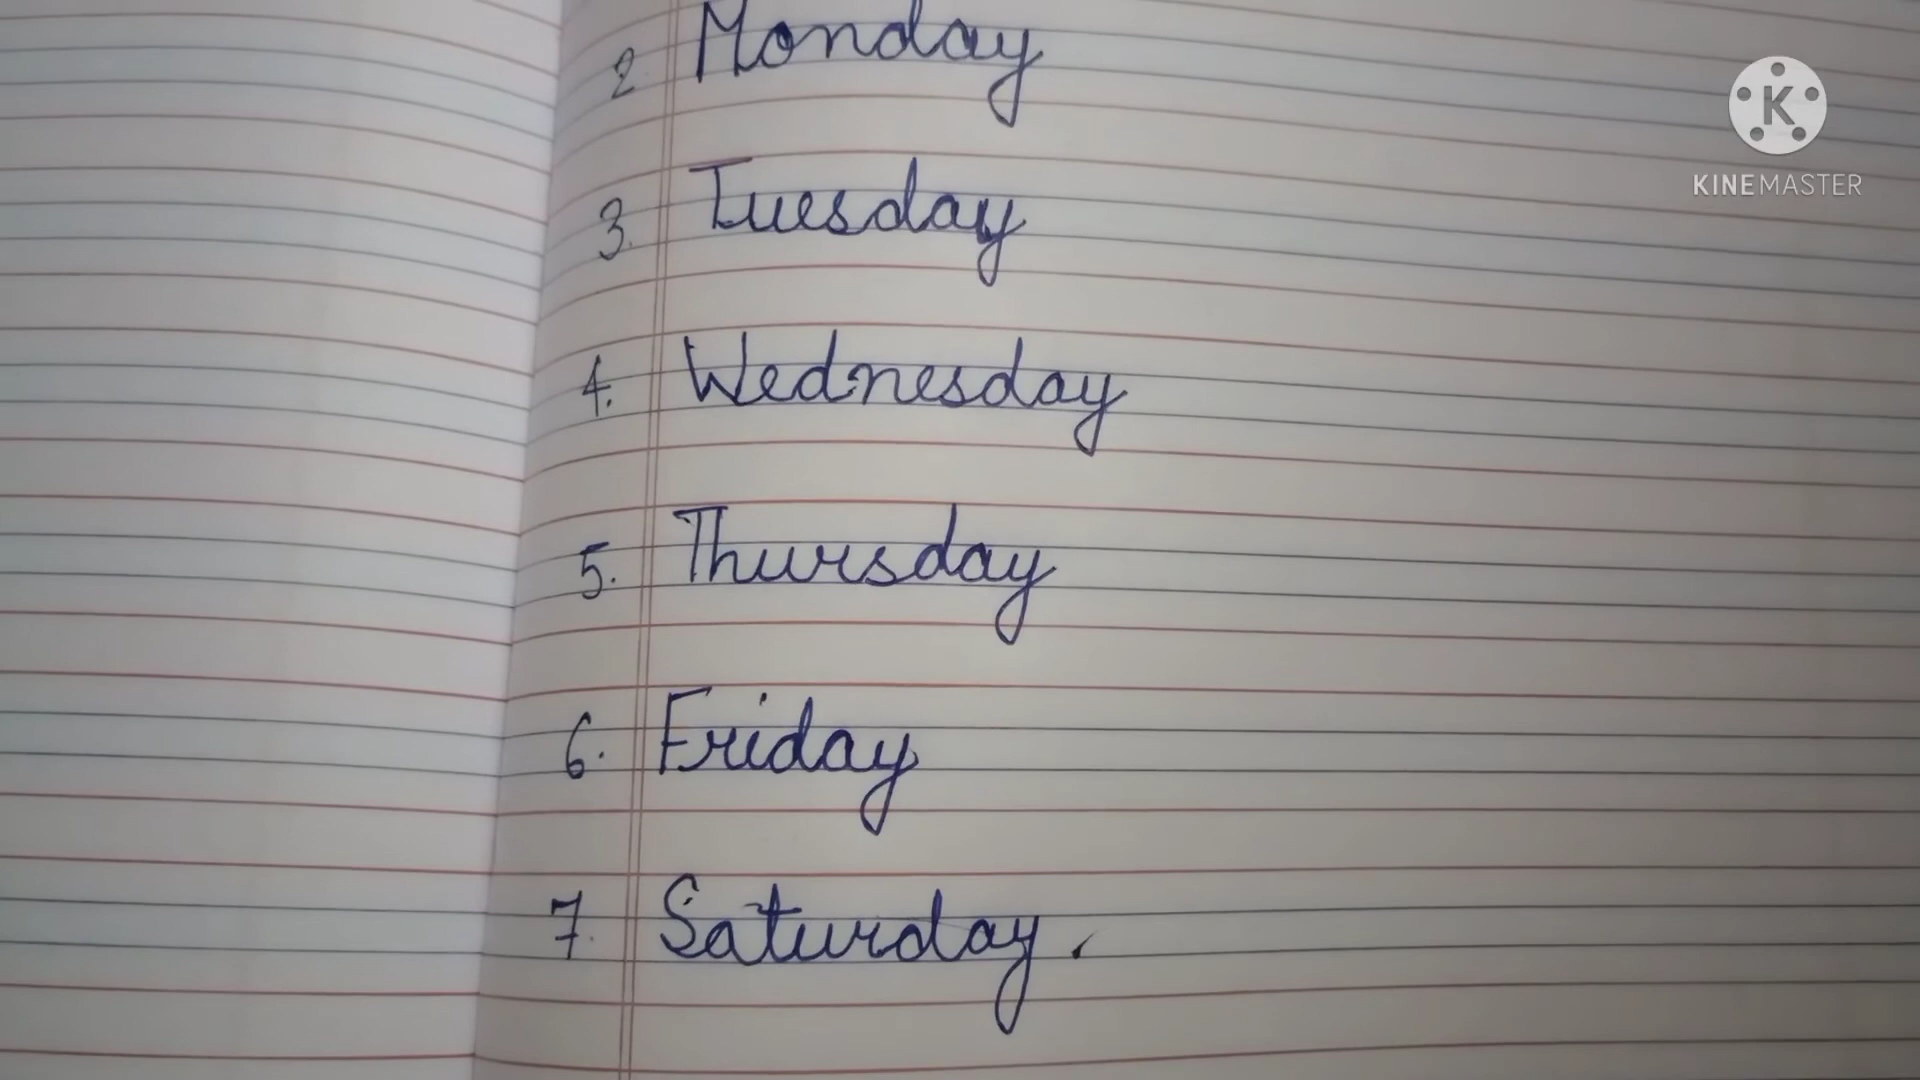 2. Monday
KINEMASTER
3. Tuesday
4. Wednesday
5. Thursday
6. Friday
7. Saturday.